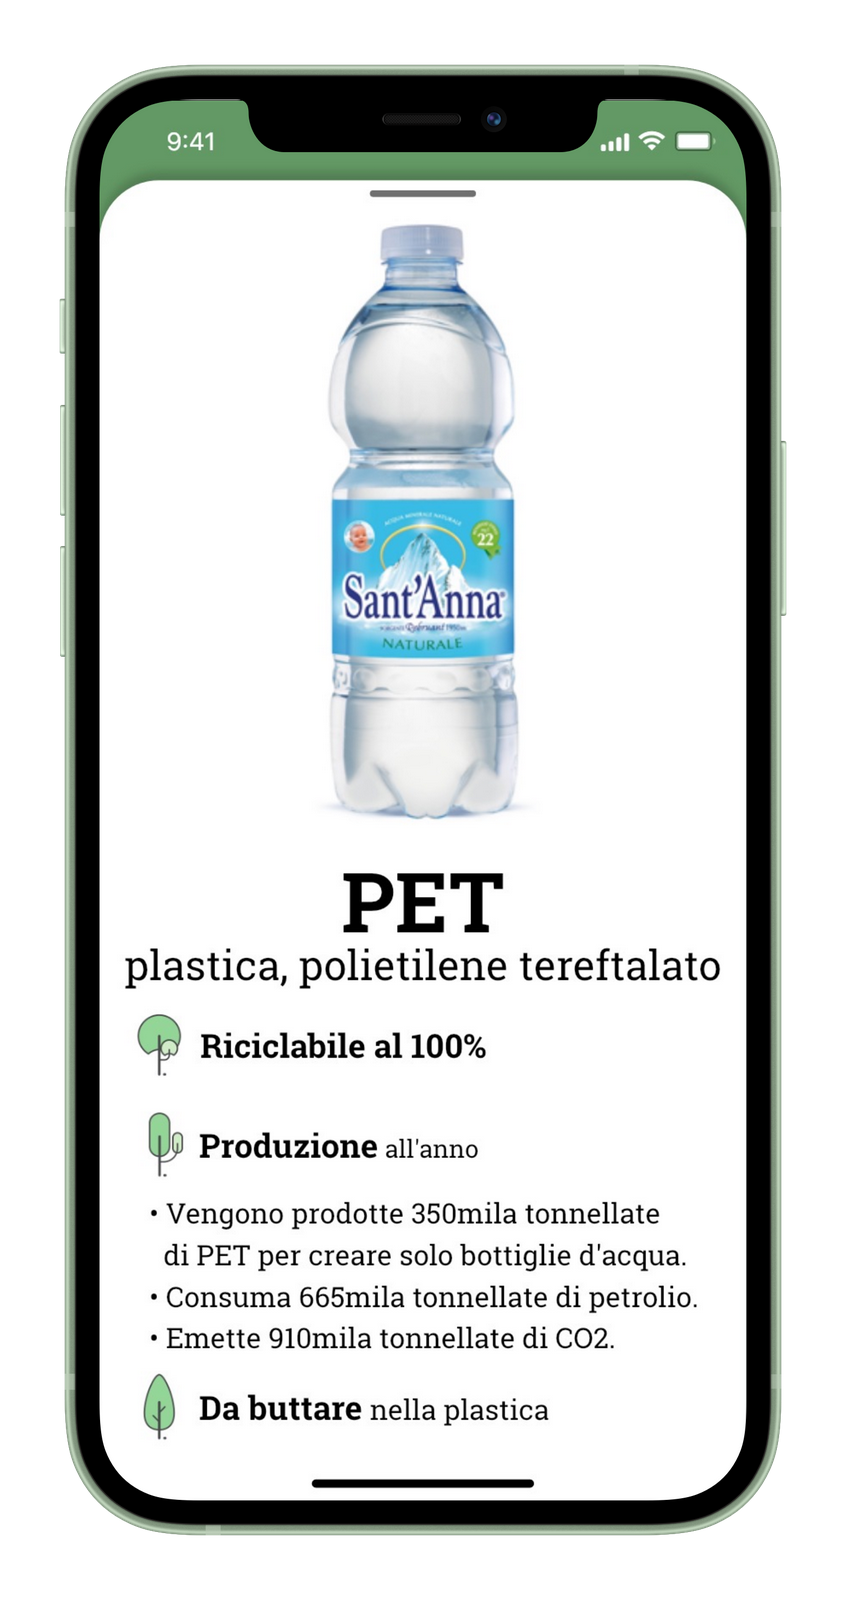 9:41
ACQUA MINERALE NATURALE
22
Sant'Anna
NATURALE
PET
plastica, polietilene tereftalato
Riciclabile al 100%
Produzione all'anno
• Vengono prodotte 350mila tonnellate
di PET per creare solo bottiglie d'acqua.
• Consuma 665mila tonnellate di petrolio.
• Emette 910mila tonnellate di CO2.
Da buttare nella plastica